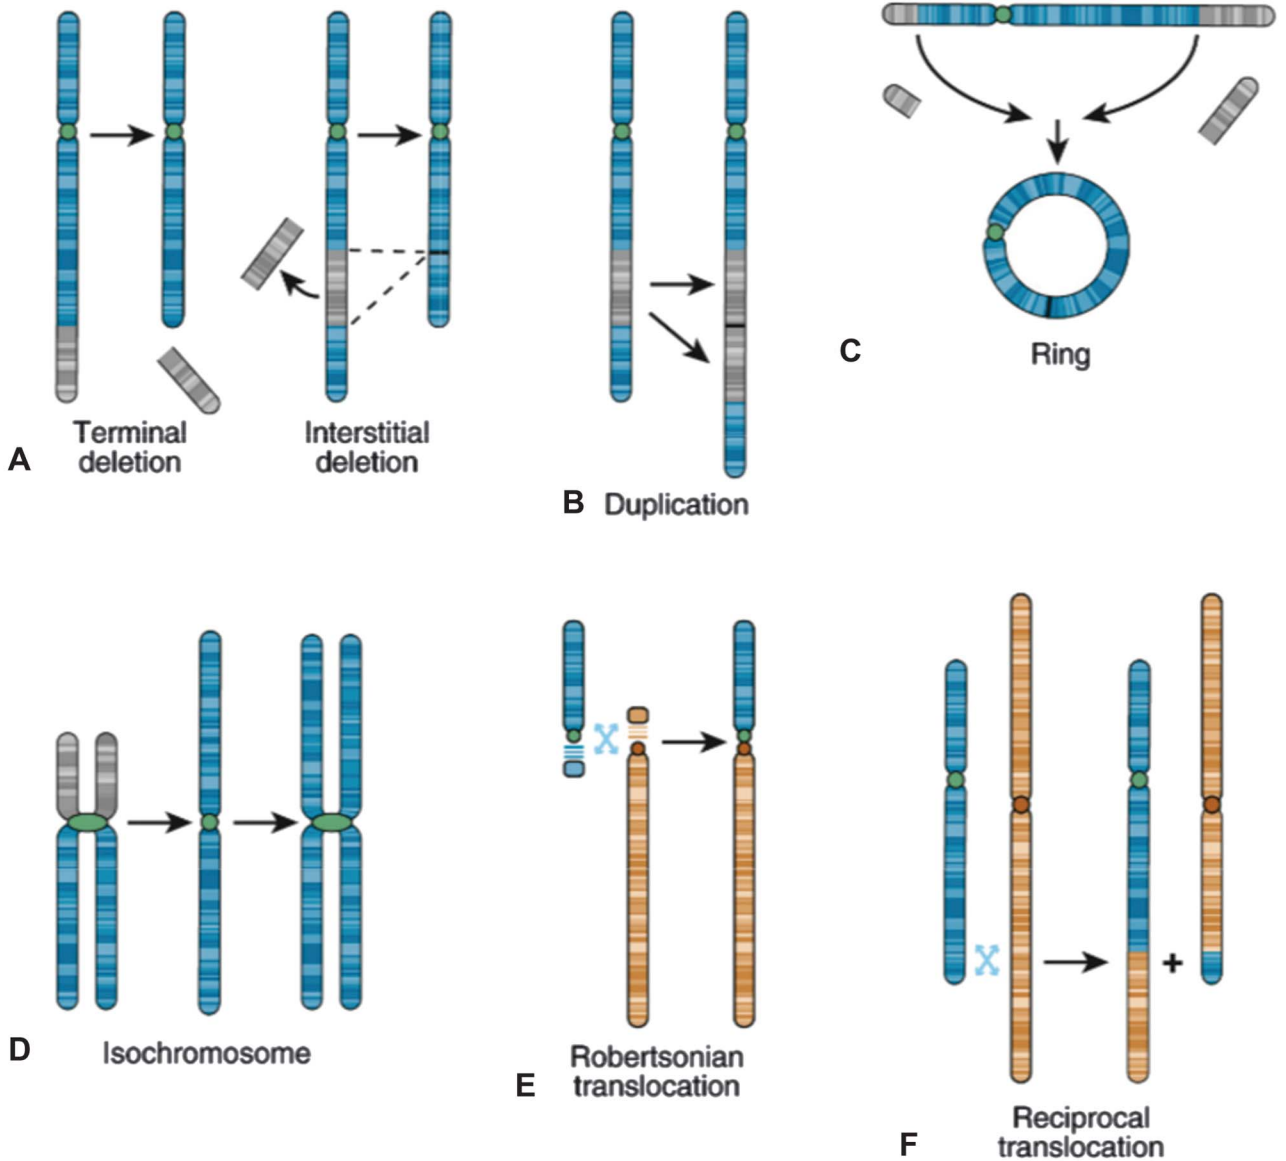 Terminal
deletion
Interstitial
deletion
A
B Duplication
Ring
C
D
Isochromosome
E
Robertsonian
translocation
+
F
Reciprocal
translocation